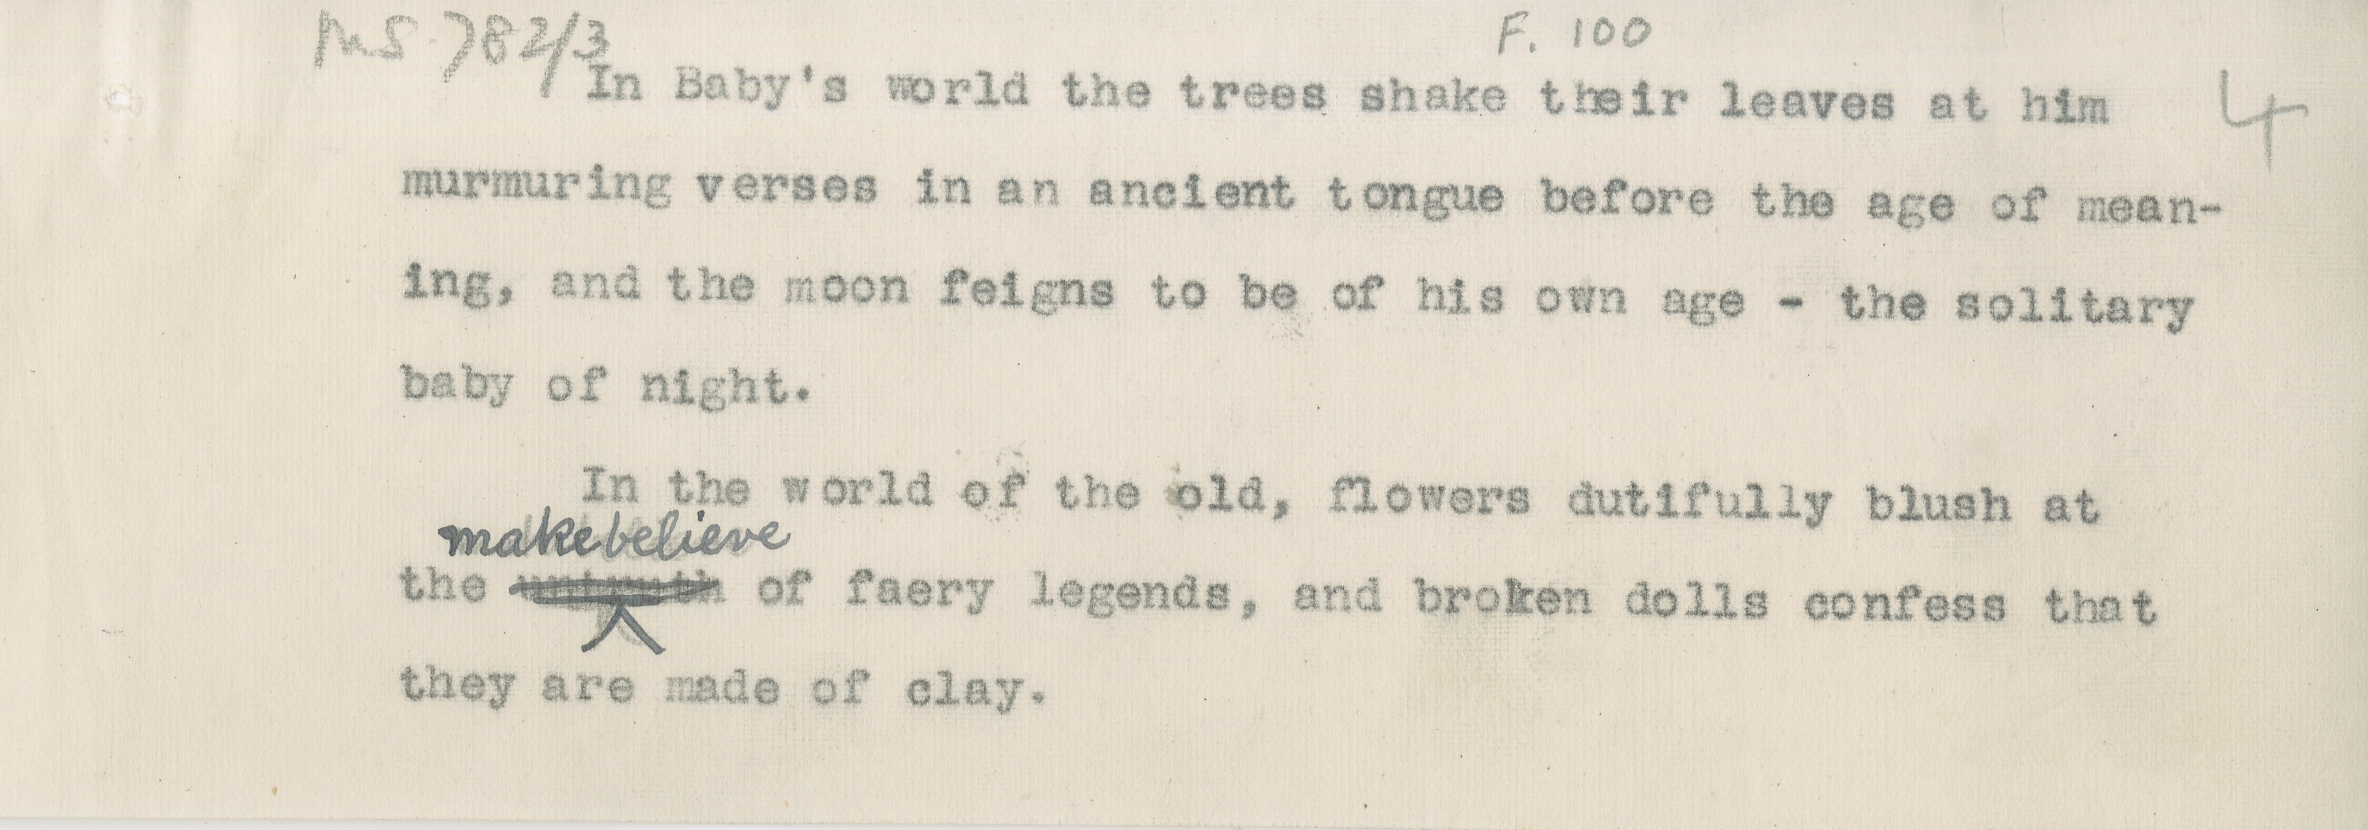 MS. 782/3
F. 100
4
In Baby's world the trees shake their leaves at him
murmuring verses in an ancient tongue before the age of mean-
ing, and the moon feigns to be of his own age - the solitary
baby of night.
In the world of the old, flowers dutifully blush at
makebelieve
the untruth of faery legends, and broken dolls confess that
they are made of clay.